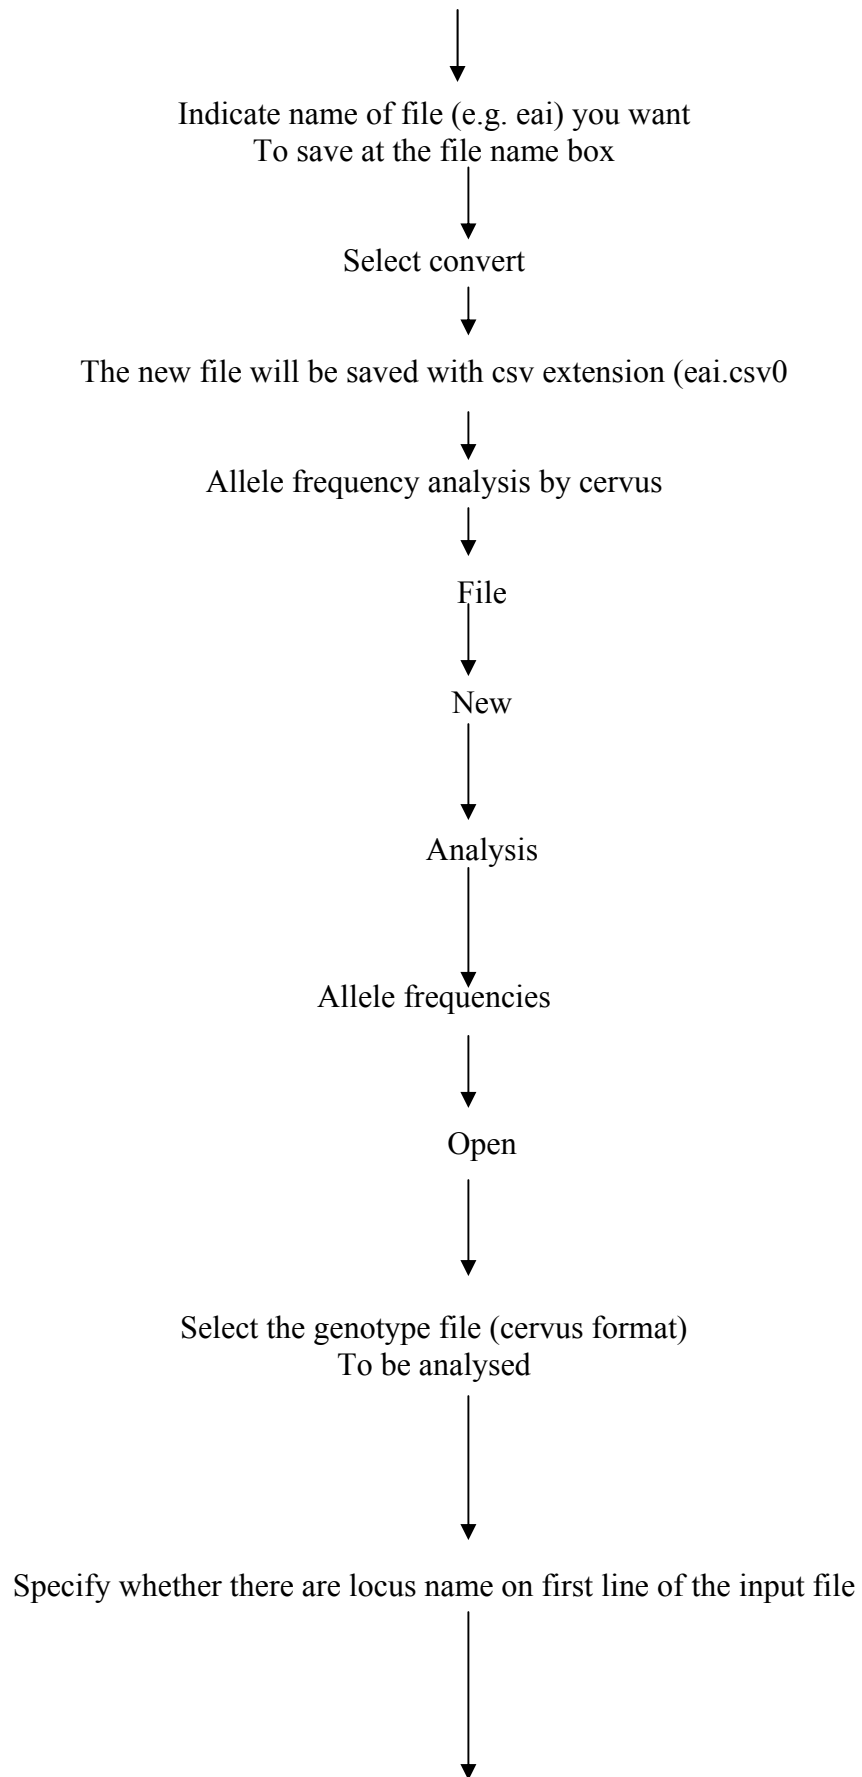 Indicate name of file (e.g. eai) you want
To save at the file name box
Select convert
The new file will be saved with csv extension (eai.csv0
Allele frequency analysis by cervus
File
New
Analysis
Allele frequencies
Open
Select the genotype file (cervus format)
To be analysed
Specify whether there are locus name on first line of the input file